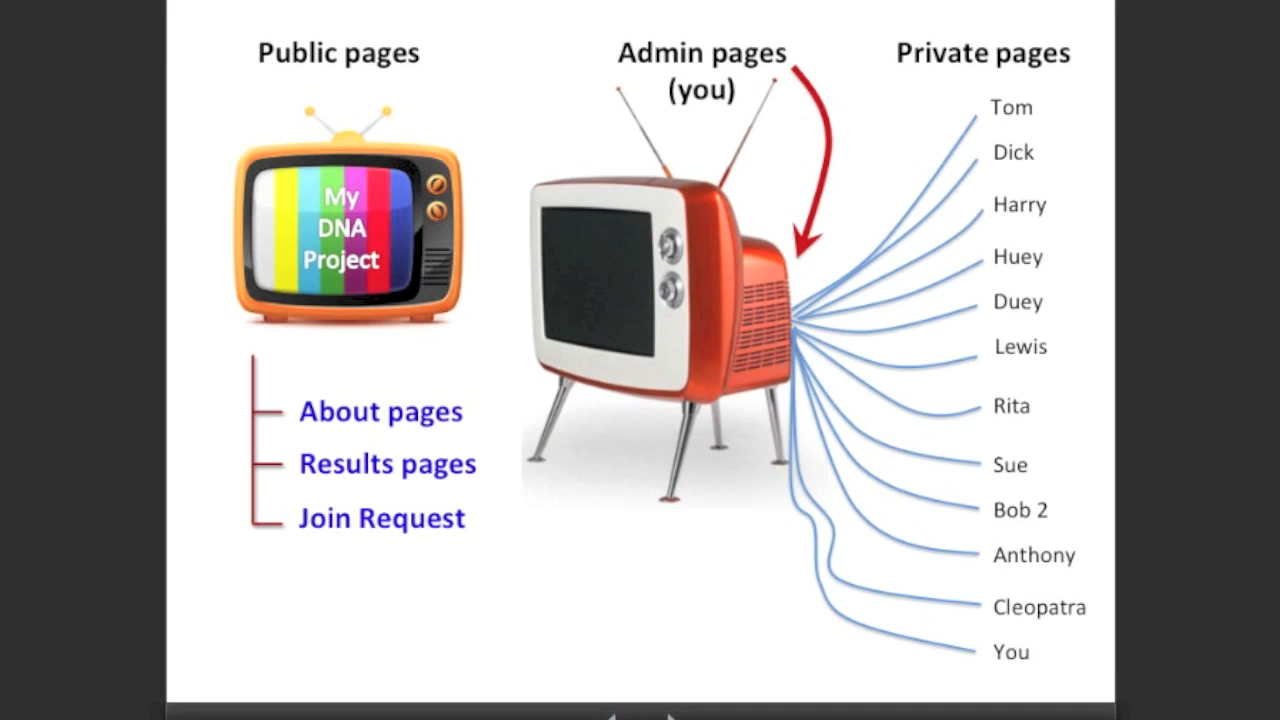 Public pages
Admin pages
(you)
Private pages
My
DNA
Project
About pages
Results pages
Join Request
Tom
Dick
Harry
Huey
Duey
Lewis
Rita
Sue
Bob 2
Anthony
Cleopatra
You